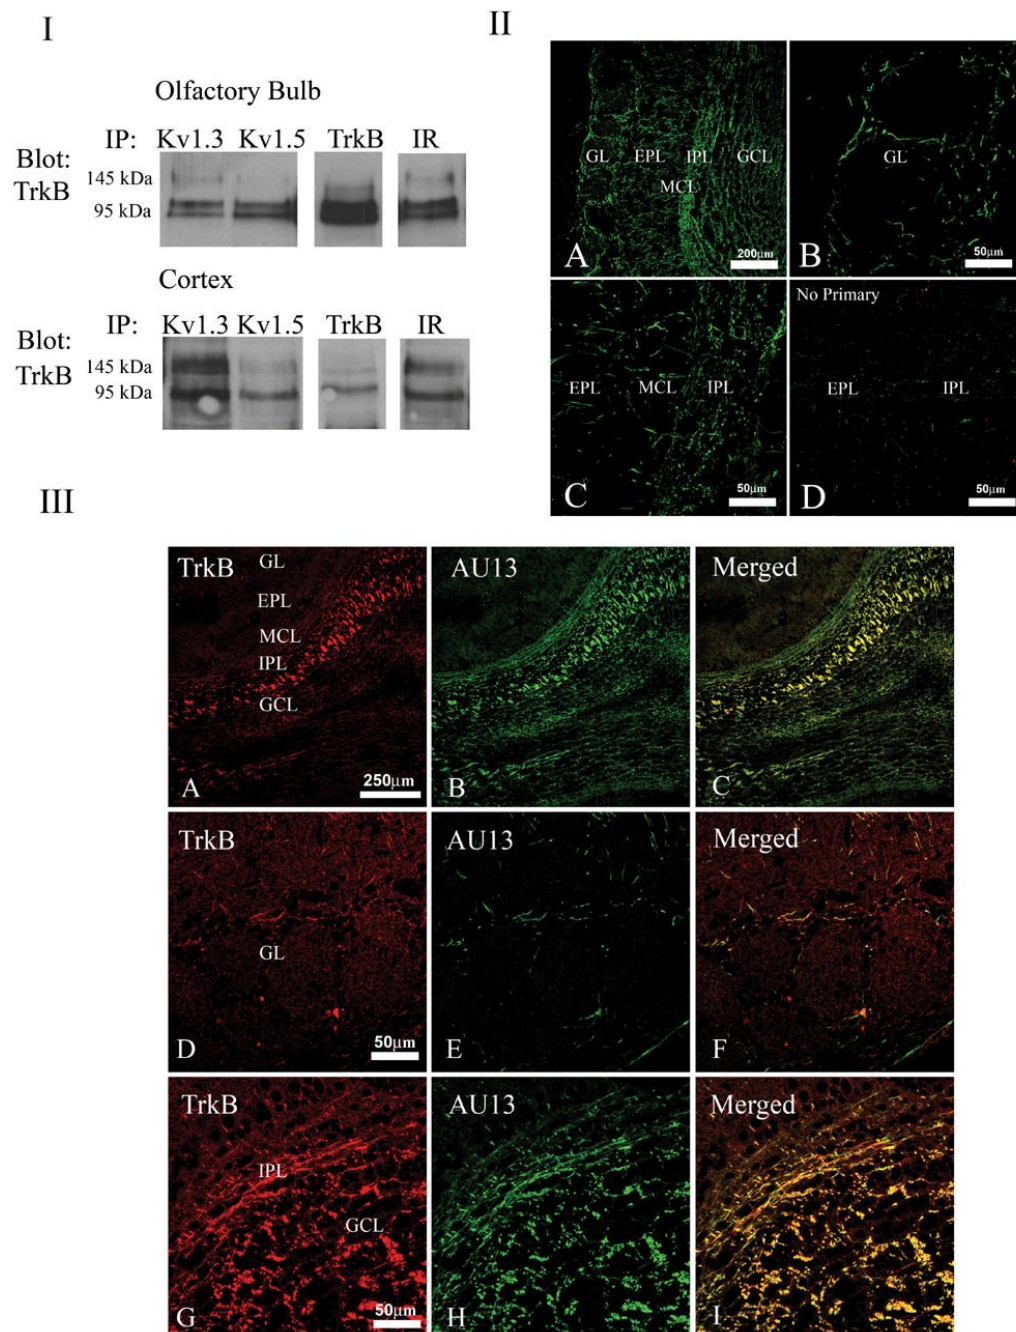 I
Olfactory Bulb
IP: Kv1.3 Kv1.5 TrkB IR
Blot:
TrkB
145 kDa
95 kDa
Cortex
IP: Kv1.3 Kv1.5 TrkB IR
Blot:
TrkB
145 kDa
95 kDa
II
GL EPL IPL GCL
MCL
A 200µm
GL
B 50µm
EPL MCL IPL
C 50µm
No Primary
EPL IPL
D 50µm
III
TrkB
GL
EPL
MCL
IPL
GCL
A 250µm
AU13
B
Merged
C
TrkB
GL
D 50µm
AU13
E
Merged
F
TrkB
IPL
GCL
G 50µm
AU13
H
Merged
I